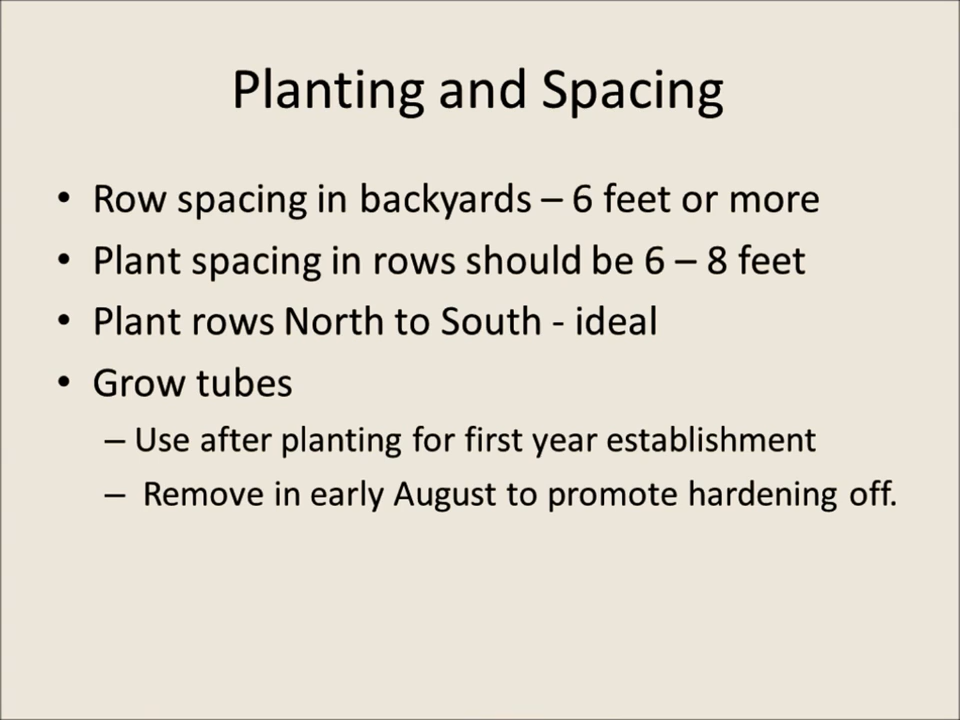 Planting and Spacing
• Row spacing in backyards – 6 feet or more
• Plant spacing in rows should be 6 – 8 feet
• Plant rows North to South - ideal
• Grow tubes
– Use after planting for first year establishment
– Remove in early August to promote hardening off.